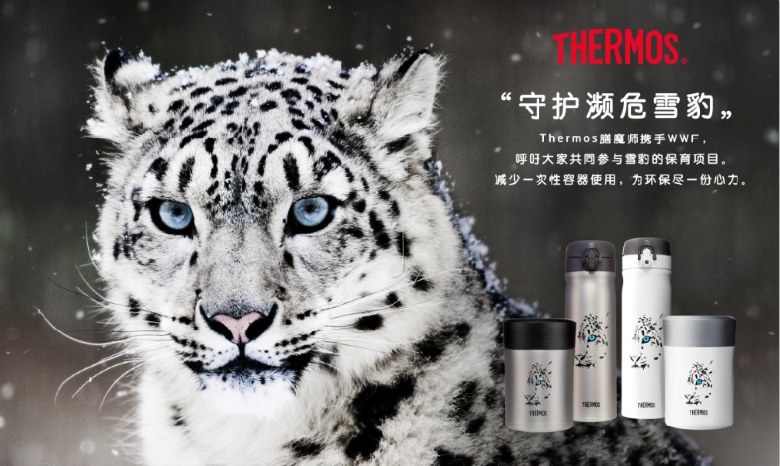 THERMOS®
“守护濒危雪豹„
Thermos膳魔师携手WWF，
呼吁大家共同参与雪豹的保育项目。
减少一次性容器使用，为环保尽一份心力。
THERMOS
THERMOS
THERMOS
THERMOS